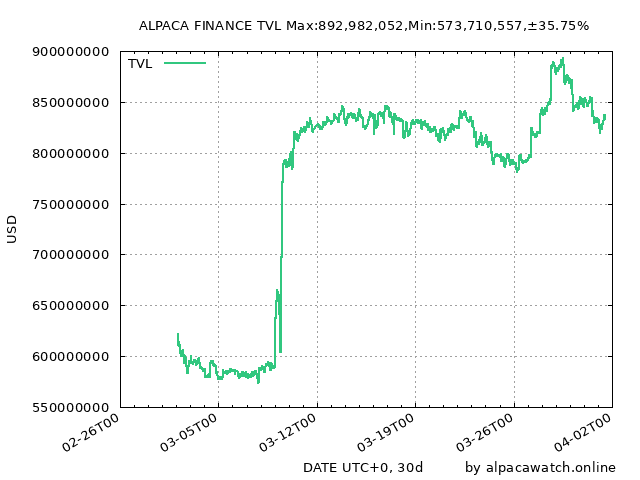 ALPACA FINANCE TVL Max:892,982,052,Min:573,710,557,±35.75%
900000000
TVL
850000000
800000000
750000000
700000000
650000000
600000000
550000000
USD
02-26T00
03-05T00
03-12T00
03-19T00
03-26T00
04-02T00
DATE UTC+0, 30d
by alpacawatch.online